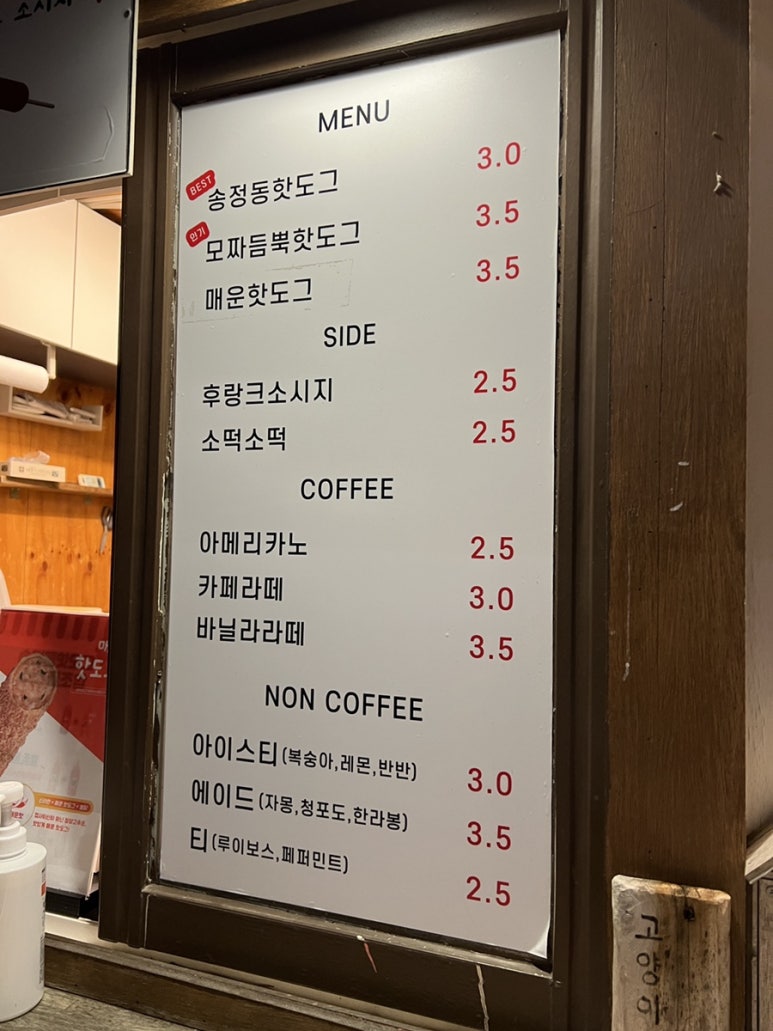 소시지
MENU
BEST
송정동핫도그 3.0
인기
모짜듬뿍핫도그 3.5
매운핫도그 3.5
SIDE
후랑크소시지 2.5
소떡소떡 2.5
COFFEE
아메리카노 2.5
카페라떼 3.0
바닐라라떼 3.5
NON COFFEE
아이스티(복숭아,레몬,반반) 3.0
에이드(자몽,청포도,한라봉) 3.5
티(루이보스,페퍼민트) 2.5
핫도
고양이